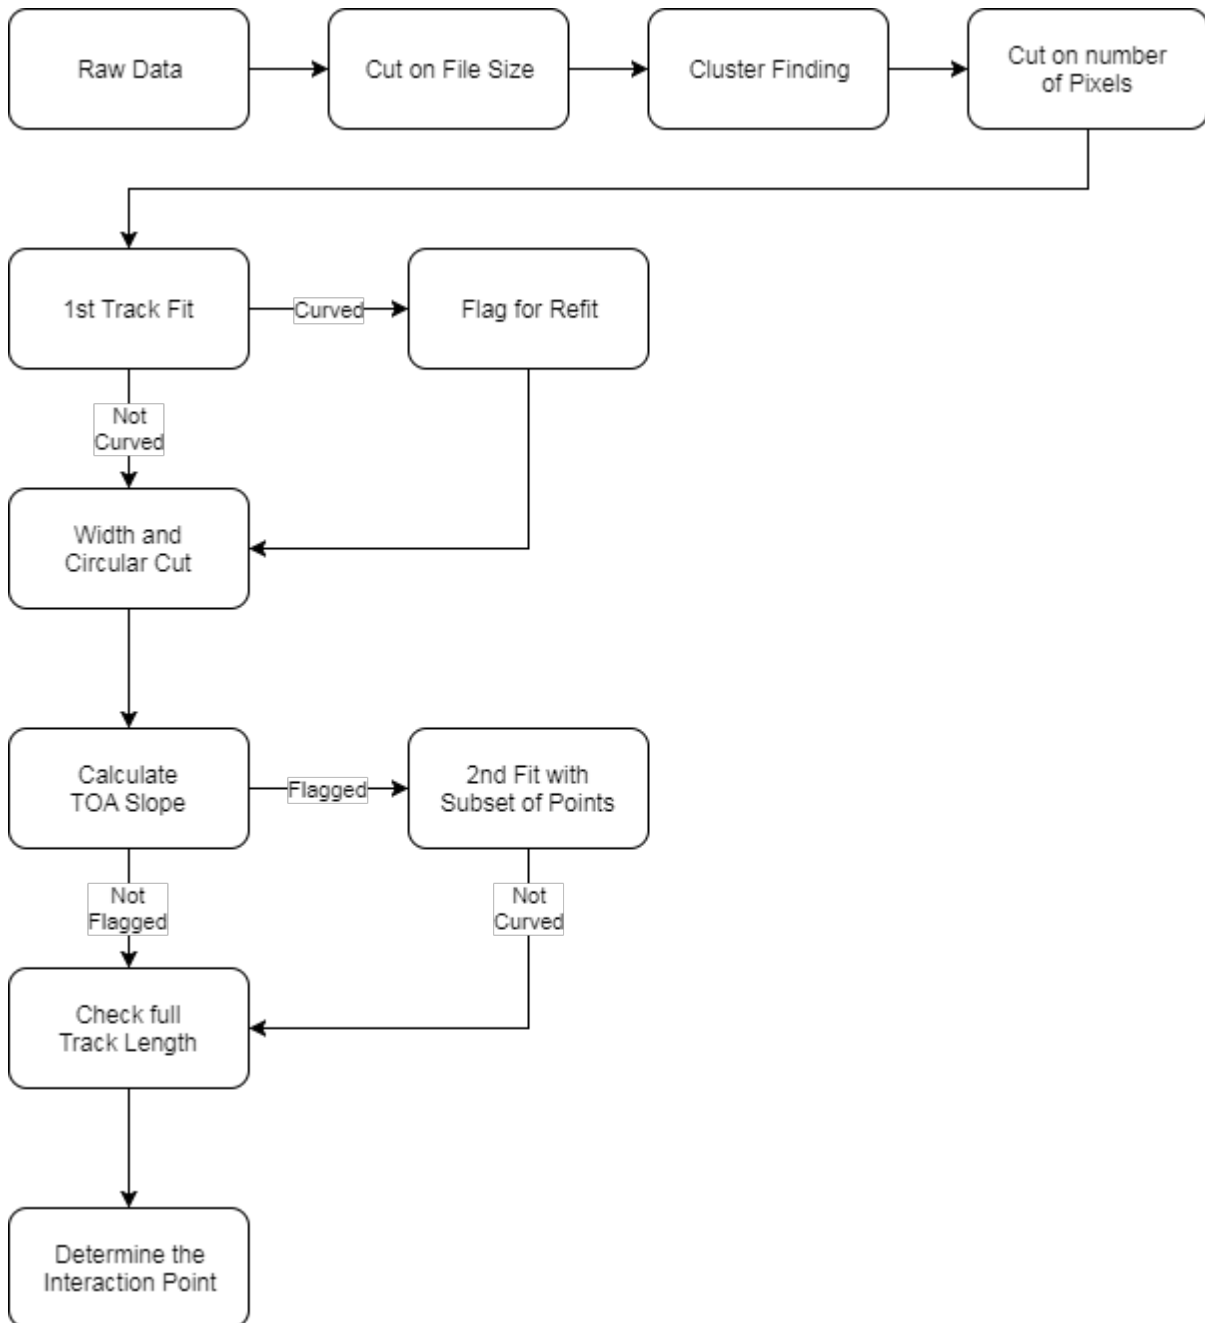 Raw Data
Cut on File Size
Cluster Finding
Cut on number
of Pixels
1st Track Fit
Curved
Flag for Refit
Not
Curved
Width and
Circular Cut
Calculate
TOA Slope
Flagged
2nd Fit with
Subset of Points
Not
Flagged
Not
Curved
Check full
Track Length
Determine the
Interaction Point